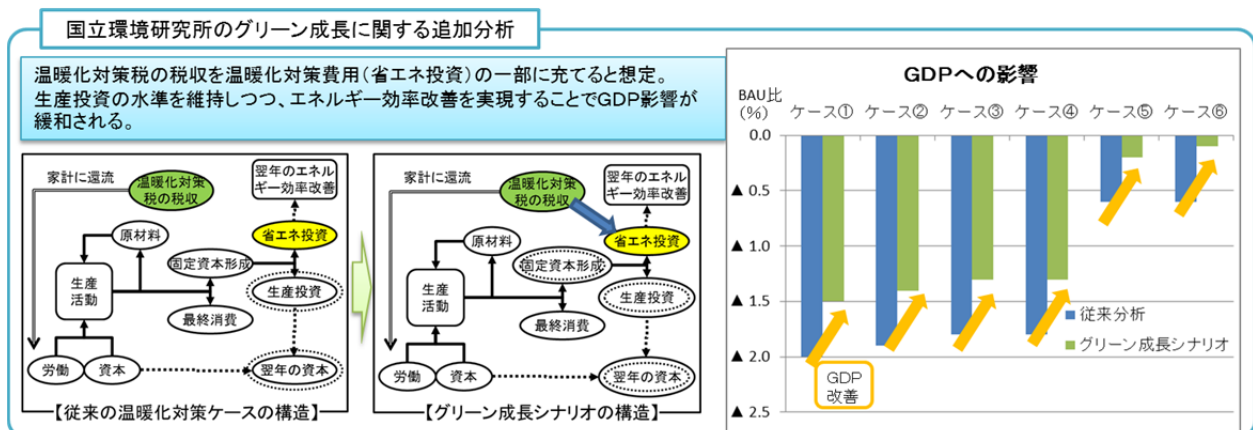 国立環境研究所のグリーン成長に関する追加分析
温暖化対策税の税収を温暖化対策費用(省エネ投資)の一部に充てると想定。
生産投資の水準を維持しつつ、エネルギー効率改善を実現することでGDP影響が
緩和される。
家計に還流
温暖化対策
税の税収
翌年のエネル
ギー効率改善
原材料
省エネ投資
固定資本形成
生産
活動
生産投資
最終消費
労働
資本
翌年の資本
【従来の温暖化対策ケースの構造】
家計に還流
温暖化対策
税の税収
翌年のエネル
ギー効率改善
原材料
省エネ投資
固定資本形成
生産
活動
生産投資
最終消費
労働
資本
翌年の資本
【グリーン成長シナリオの構造】
GDPへの影響
BAU比
(%)
ケース① ケース② ケース③ ケース④ ケース⑤ ケース⑥
0.0
▲ 0.5
▲ 1.0
▲ 1.5
▲ 2.0
▲ 2.5
従来分析
グリーン成長シナリオ
GDP
改善